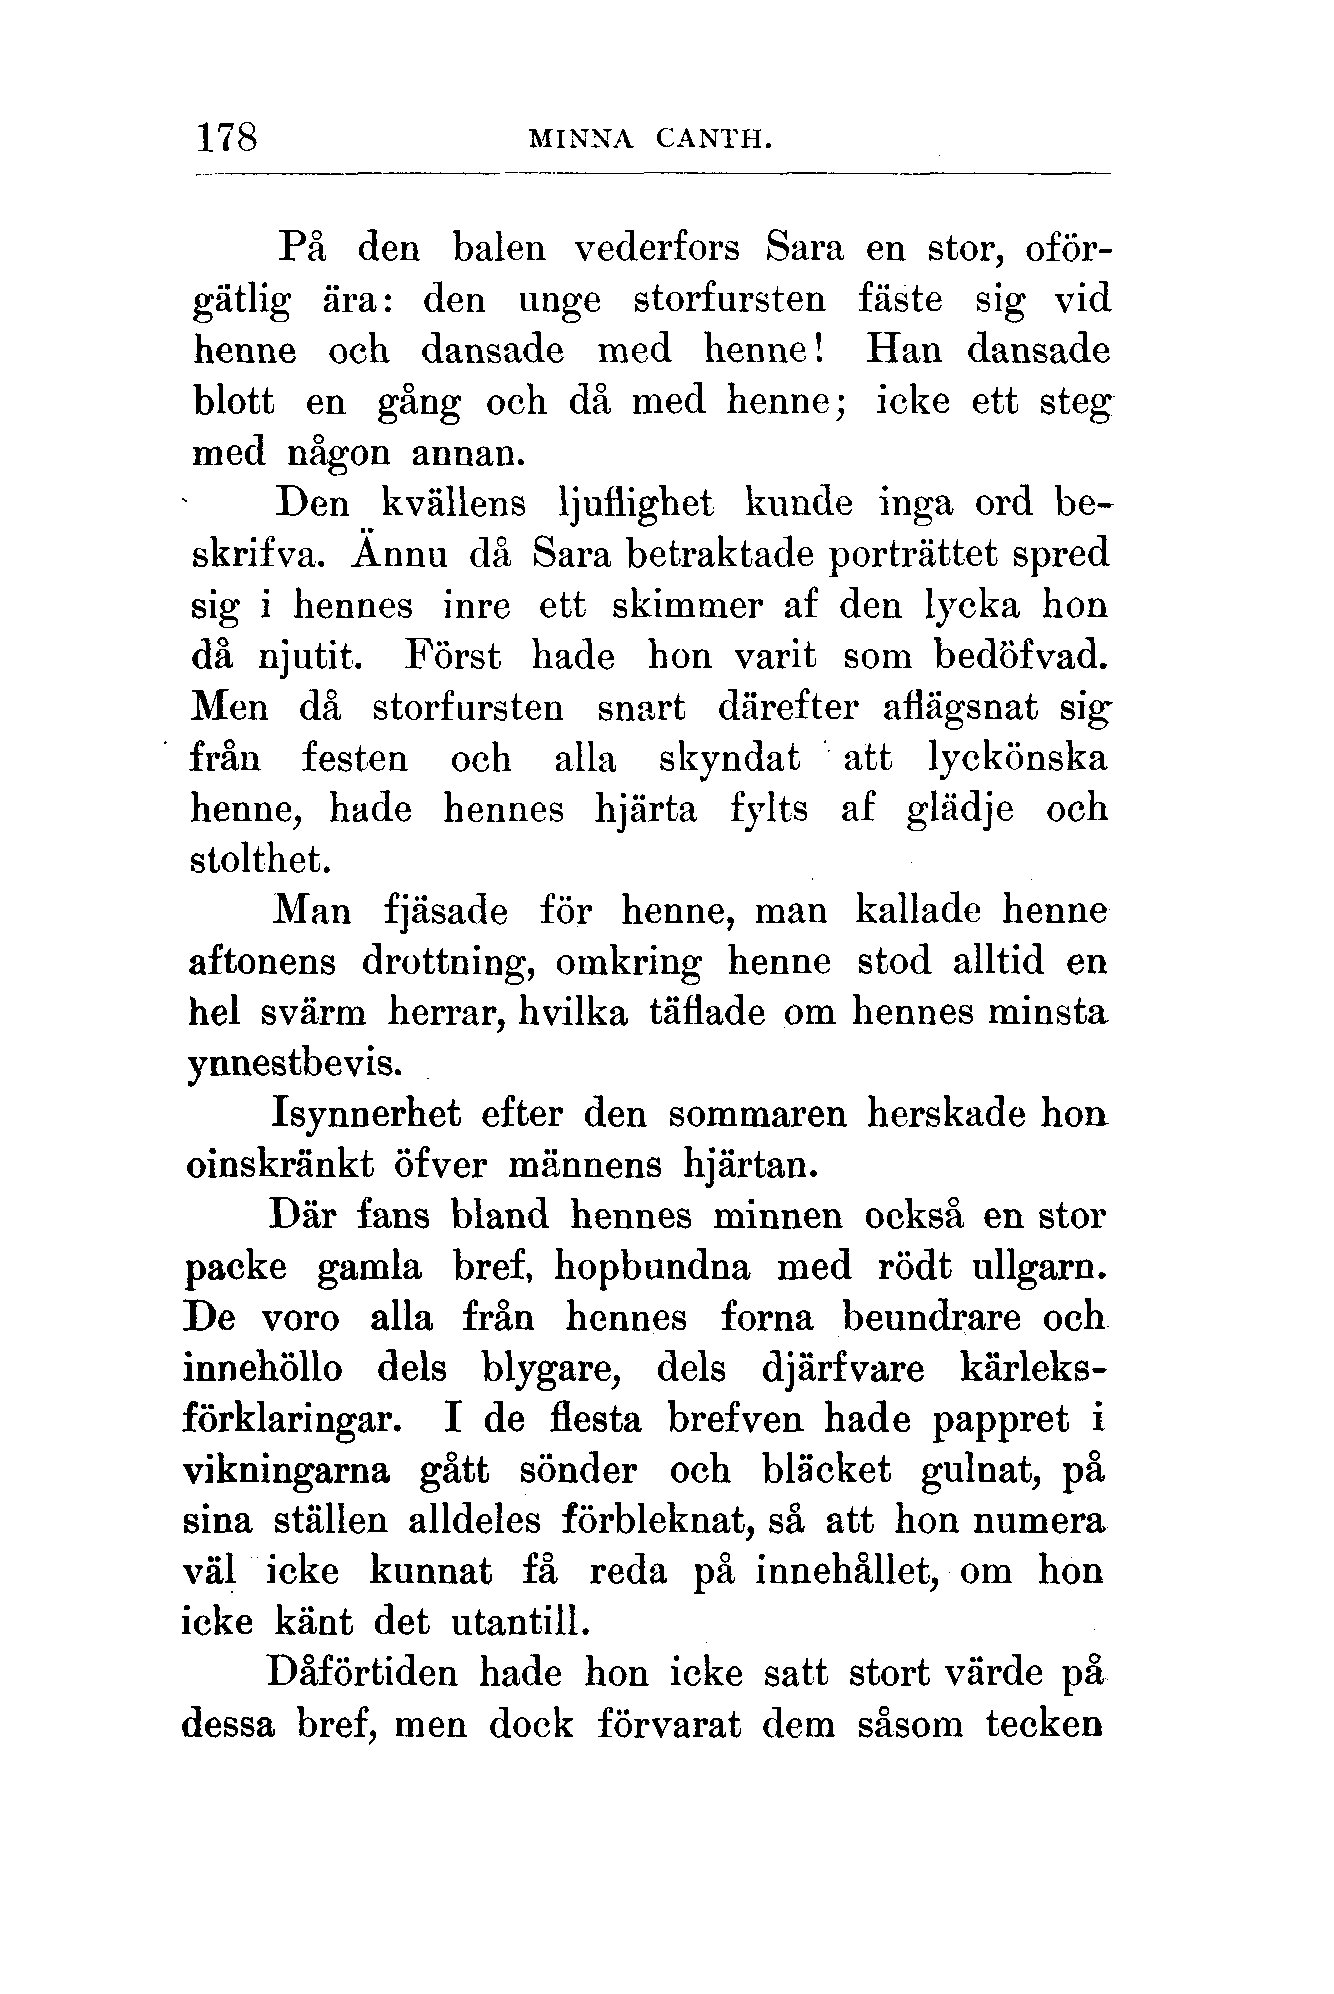 178 MINNA CANTH.
På den balen vederfors Sara en stor, oför-
gätlig ära: den unge storfursten fäste sig vid
henne och dansade med henne! Han dansade
blott en gång och då med henne; icke ett steg
med någon annan.
Den kvällens ljuflighet kunde inga ord be-
skrifva. Ännu då Sara betraktade porträttet spred
sig i hennes inre ett skimmer af den lycka hon
då njutit. Först hade hon varit som bedöfvad.
Men då storfursten snart därefter aflägsnat sig
från festen och alla skyndat att lyckönska
henne, hade hennes hjärta fylts af glädje och
stolthet.
Man fjäsade för henne, man kallade henne
aftonens drottning, omkring henne stod alltid en
hel svärm herrar, hvilka täflade om hennes minsta
ynnestbevis.
Isynnerhet efter den sommaren herskade hon
oinskränkt öfver männens hjärtan.
Där fans bland hennes minnen också en stor
packe gamla bref, hopbundna med rödt ullgarn.
De voro alla från hennes forna beundrare och
innehöllo dels blygare, dels djärfvare kärleks-
förklaringar. I de flesta brefven hade pappret i
vikningarna gått sönder och bläcket gulnat, på
sina ställen alldeles förbleknat, så att hon numera
väl icke kunnat få reda på innehållet, om hon
icke känt det utantill.
Dåförtiden hade hon icke satt stort värde på
dessa bref, men dock förvarat dem såsom tecken